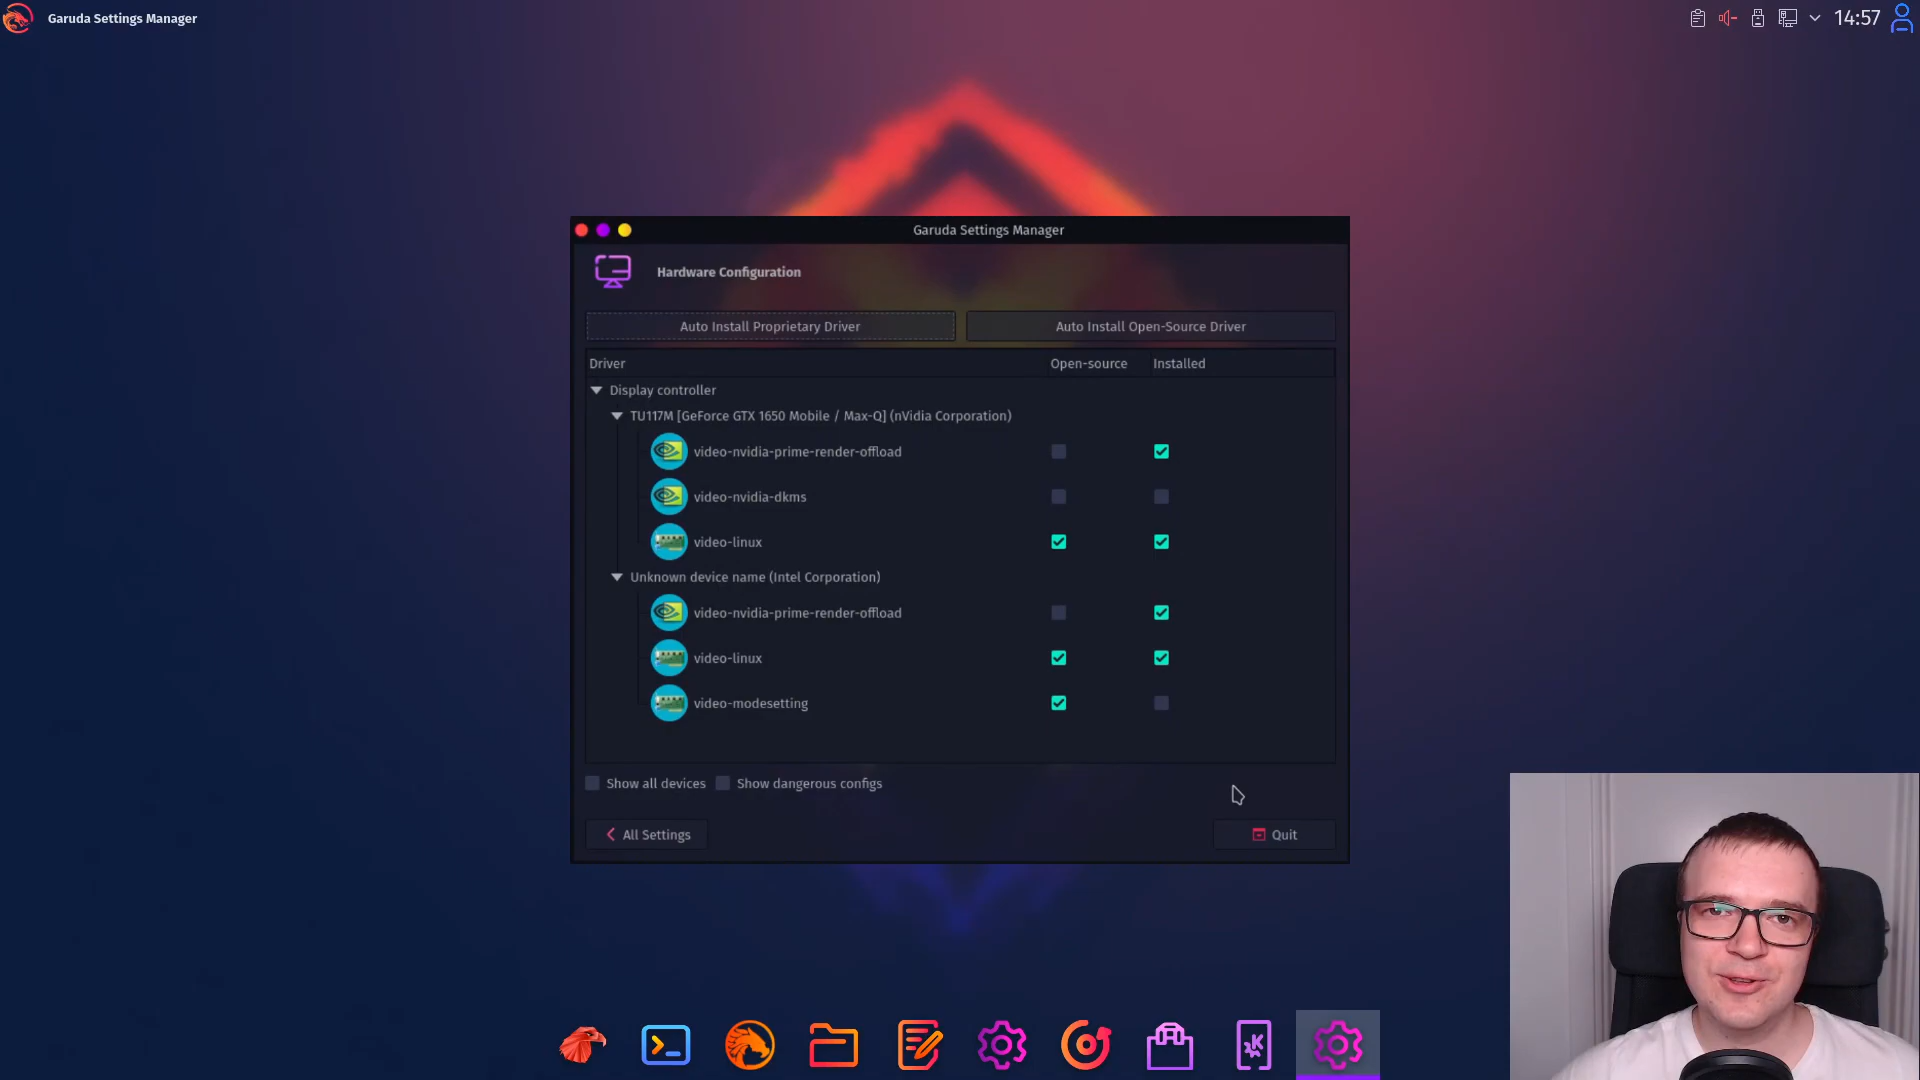 Garuda Settings Manager
14:57
Garuda Settings Manager
Hardware Configuration
Auto Install Proprietary Driver Auto Install Open-Source Driver
Driver Open-source Installed
Display controller
TU117M [GeForce GTX 1650 Mobile / Max-Q] (nVidia Corporation)
video-nvidia-prime-render-offload
video-nvidia-dkms
video-linux
Unknown device name (Intel Corporation)
video-nvidia-prime-render-offload
video-linux
video-modesetting
Show all devices Show dangerous configs
All Settings Quit